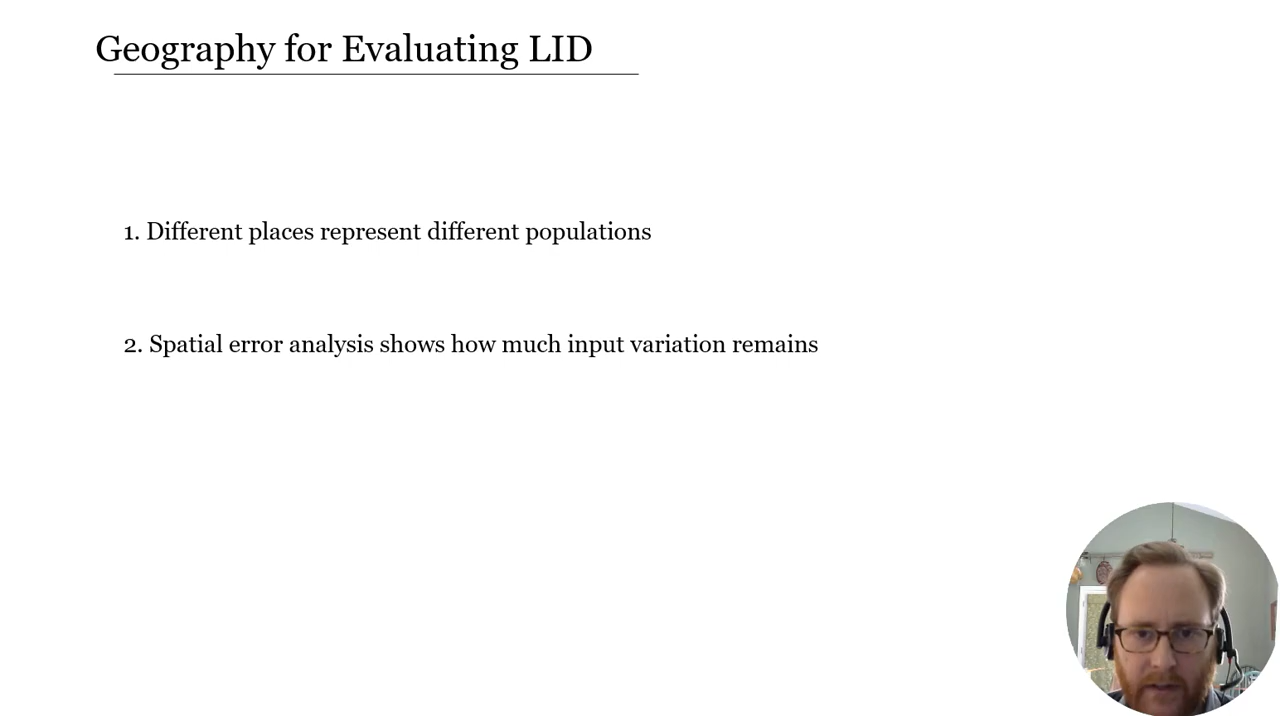 Geography for Evaluating LID
1. Different places represent different populations
2. Spatial error analysis shows how much input variation remains